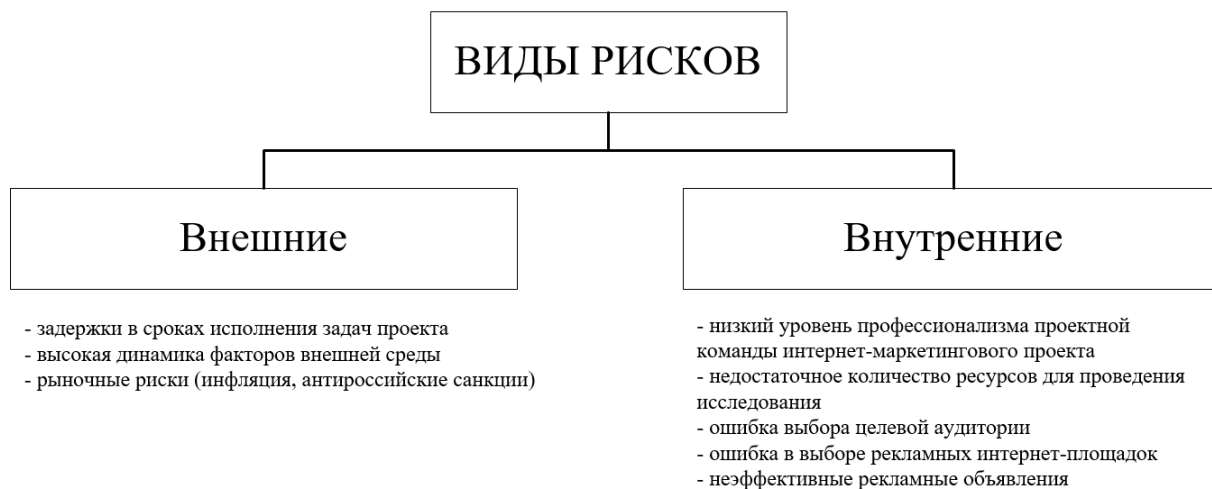 ВИДЫ РИСКОВ
Внешние
- задержки в сроках исполнения задач проекта
- высокая динамика факторов внешней среды
- рыночные риски (инфляция, антироссийские санкции)
Внутренние
- низкий уровень профессионализма проектной
команды интернет-маркетингового проекта
- недостаточное количество ресурсов для проведения
исследования
- ошибка выбора целевой аудитории
- ошибка в выборе рекламных интернет-площадок
- неэффективные рекламные объявления